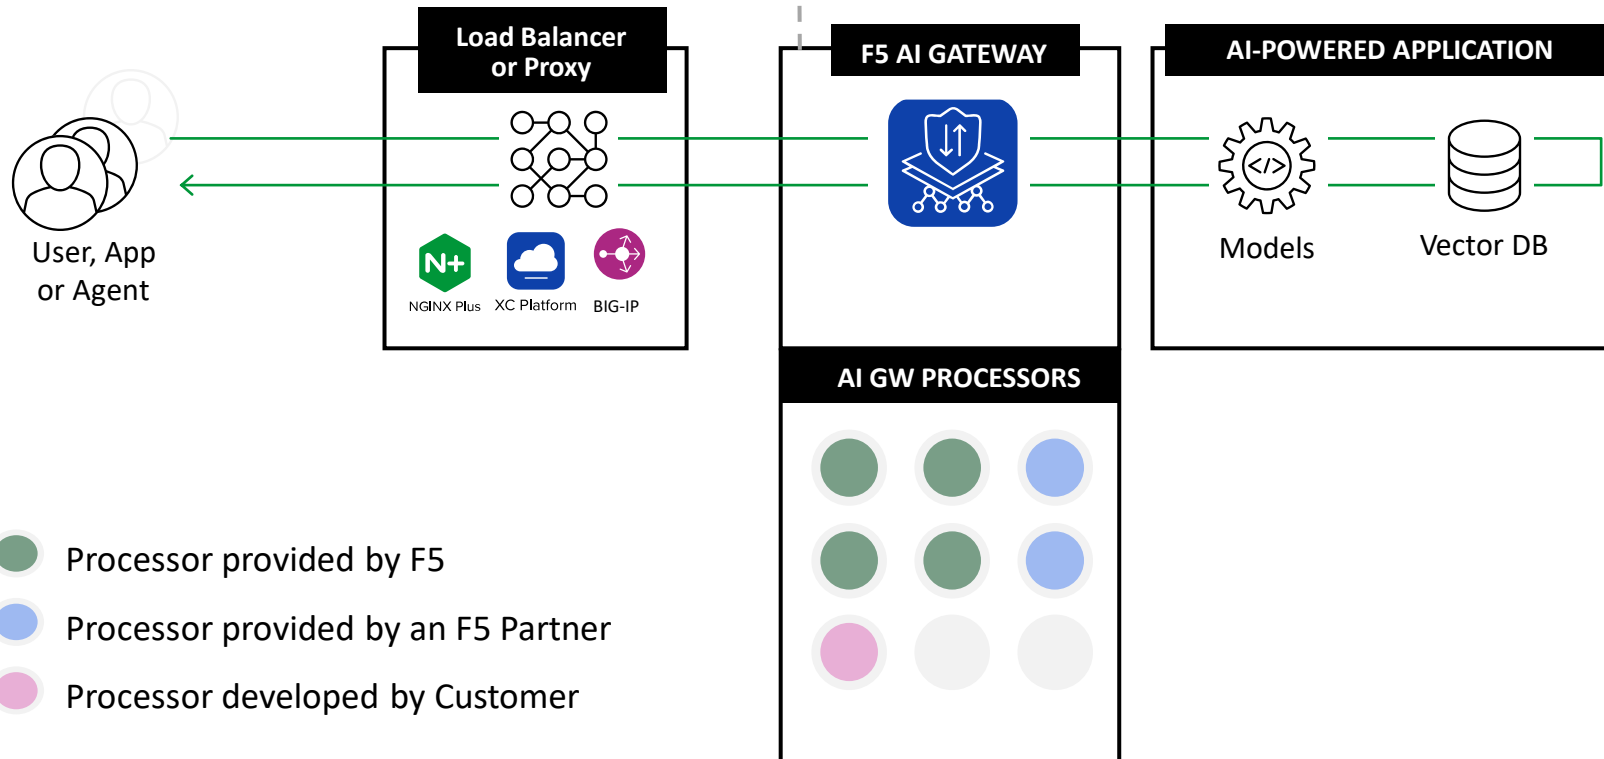 Load Balancer
or Proxy
F5 AI GATEWAY
AI-POWERED APPLICATION
User, App
or Agent
N+
NGINX Plus
XC Platform
BIG-IP
</>
Models
Vector DB
AI GW PROCESSORS
Processor provided by F5
Processor provided by an F5 Partner
Processor developed by Customer